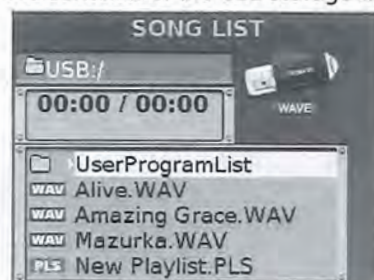 SONG LIST
USB:/
00:00 / 00:00
WAVE
UserProgramList
WAV Alive.WAV
WAV Amazing Grace.WAV
WAV Mazurka.WAV
PLS New Playlist.PLS